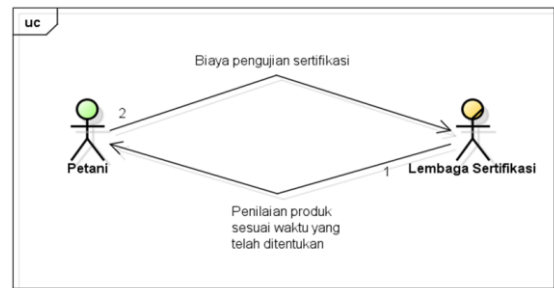 uc
Biaya pengujian sertifikasi
2
Petani
1
Lembaga Sertifikasi
Penilaian produk
sesuai waktu yang
telah ditentukan